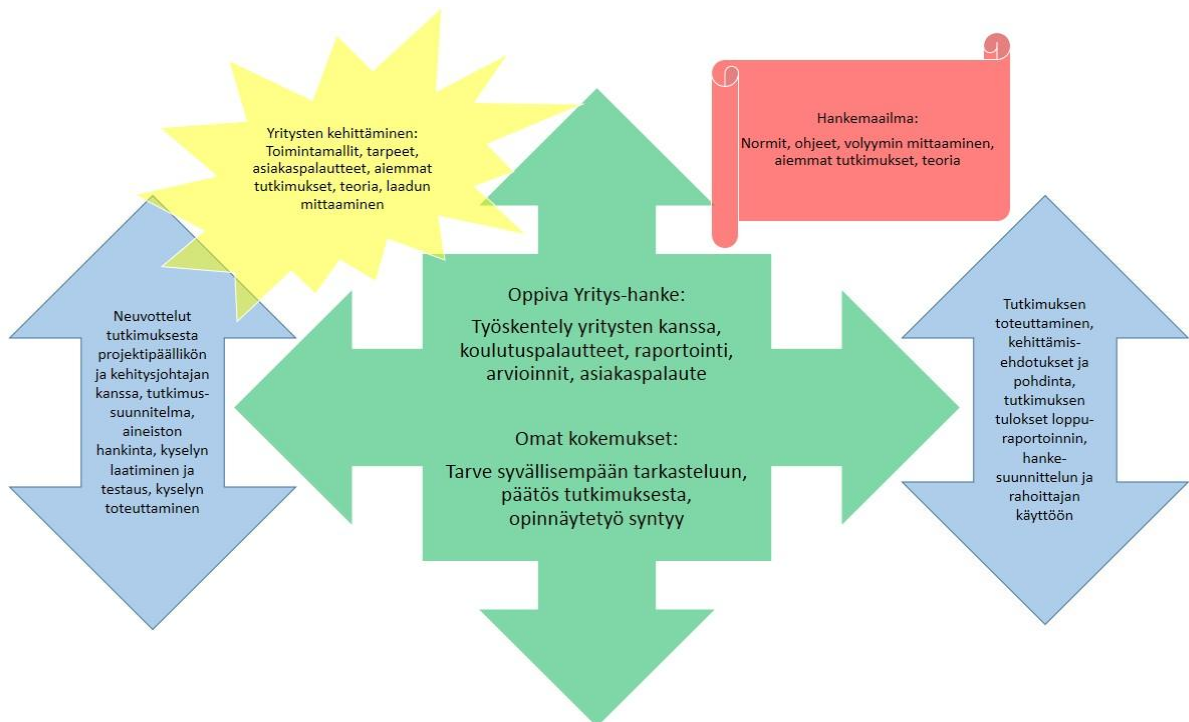 Yritysten kehittäminen:
Toimintamallit, tarpeet,
asiakaspalautteet, aiemmat
tutkimukset, teoria, laadun
mittaaminen
Hankemaailma:
Normit, ohjeet, volyymin mittaaminen,
aiemmat tutkimukset, teoria
Neuvottelut
tutkimuksesta
projektipäällikön
ja kehitysjohtajan
kanssa, tutkimus-
suunnitelma,
aineiston
hankinta, kyselyn
laatiminen ja
testaus, kyselyn
toteuttaminen
Oppiva Yritys-hanke:
Työskentely yritysten kanssa,
koulutuspalautteet, raportointi,
arvioinnit, asiakaspalaute
Omat kokemukset:
Tarve syvällisempään tarkasteluun,
päätös tutkimuksesta,
opinnäytetyö syntyy
Tutkimuksen
toteuttaminen,
kehittämis-
ehdotukset ja
pohdinta,
tutkimuksen
tulokset loppu-
raportoinnin,
hanke-
suunnittelun ja
rahoittajan
käyttöön